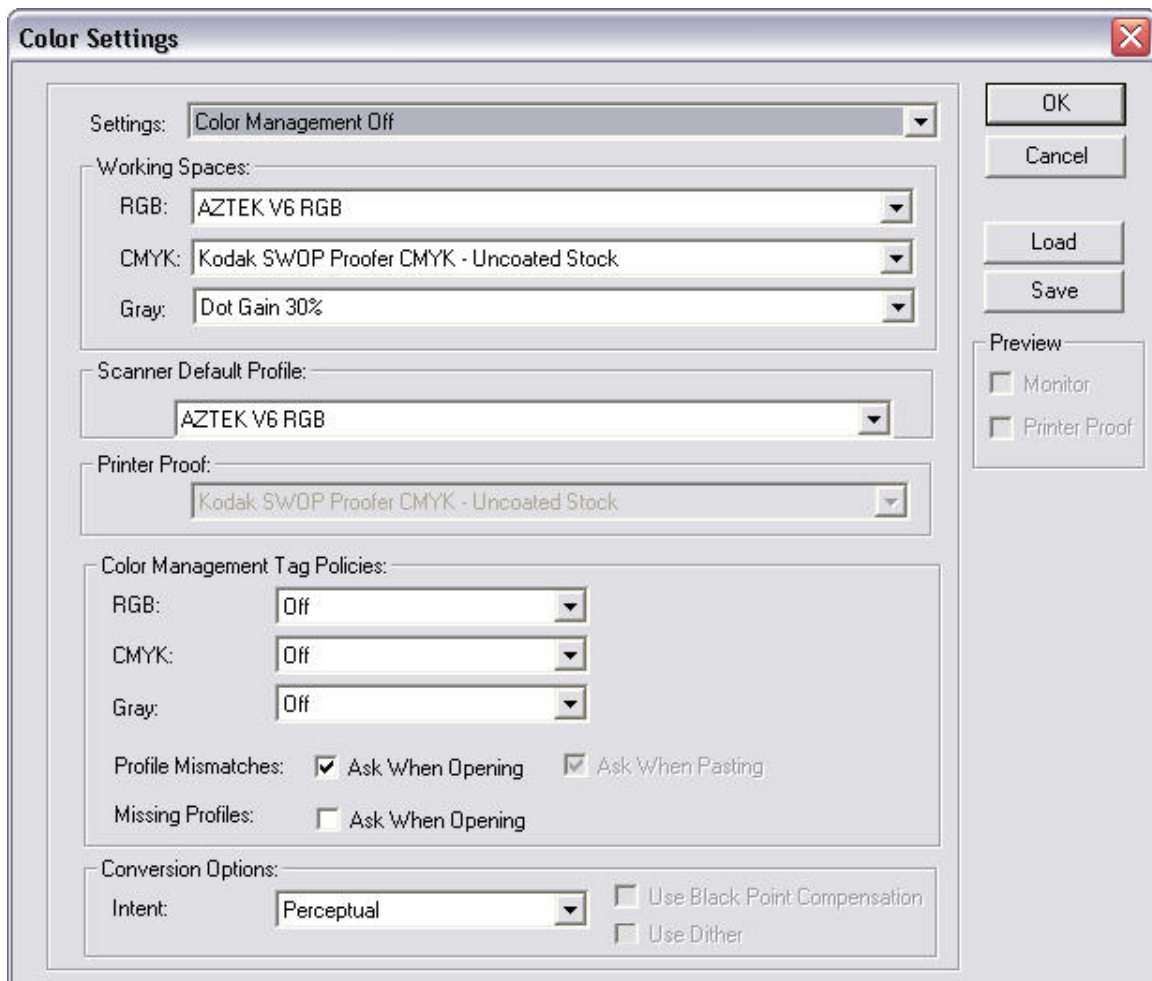 Color Settings
Settings: Color Management Off
OK
Cancel
Working Spaces:
RGB: AZTEK V6 RGB
CMYK: Kodak SWOP Proofer CMYK - Uncoated Stock
Gray: Dot Gain 30%
Load
Save
Preview
Monitor
Printer Proof
Scanner Default Profile:
AZTEK V6 RGB
Printer Proof:
Kodak SWOP Proofer CMYK - Uncoated Stock
Color Management Tag Policies:
RGB: Off
CMYK: Off
Gray: Off
Profile Mismatches: Ask When Opening Ask When Pasting
Missing Profiles: Ask When Opening
Conversion Options:
Intent: Perceptual
Use Black Point Compensation
Use Dither